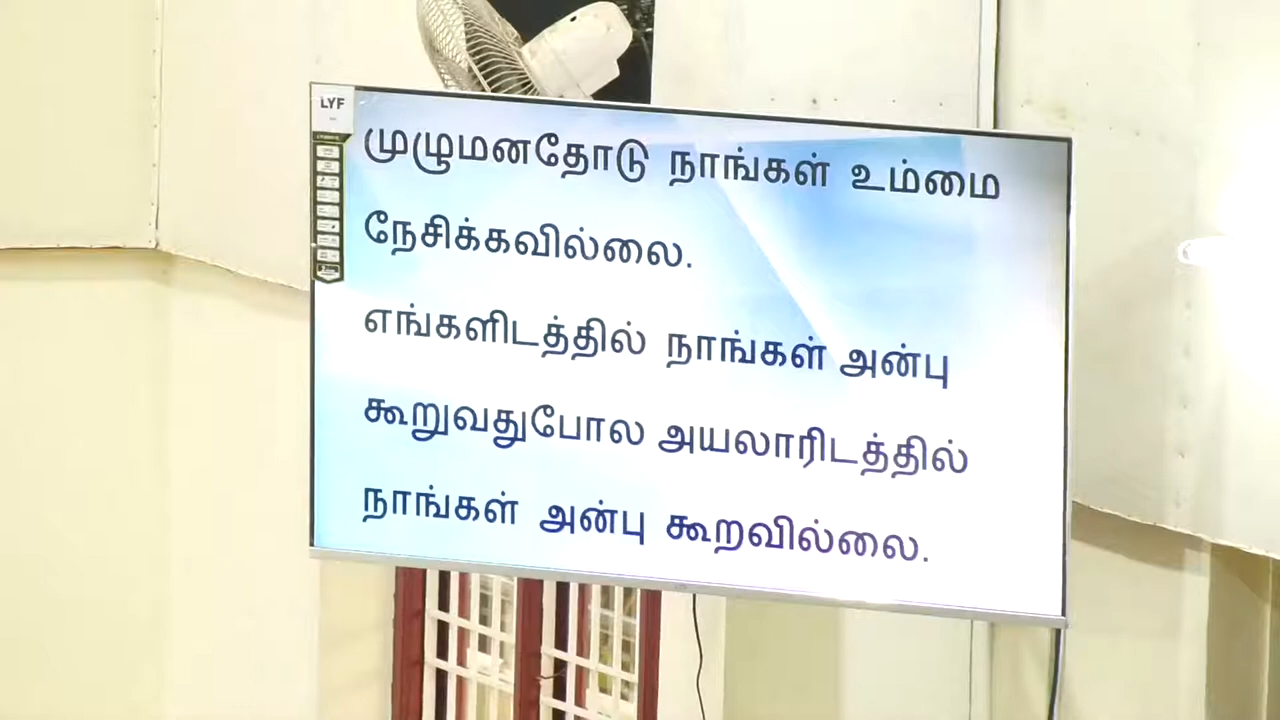 LYF
முழுமனதோடு நாங்கள் உம்மை
நேசிக்கவில்லை.
எங்களிடத்தில் நாங்கள் அன்பு
கூறுவதுபோல அயலாரிடத்தில்
நாங்கள் அன்பு கூறவில்லை.